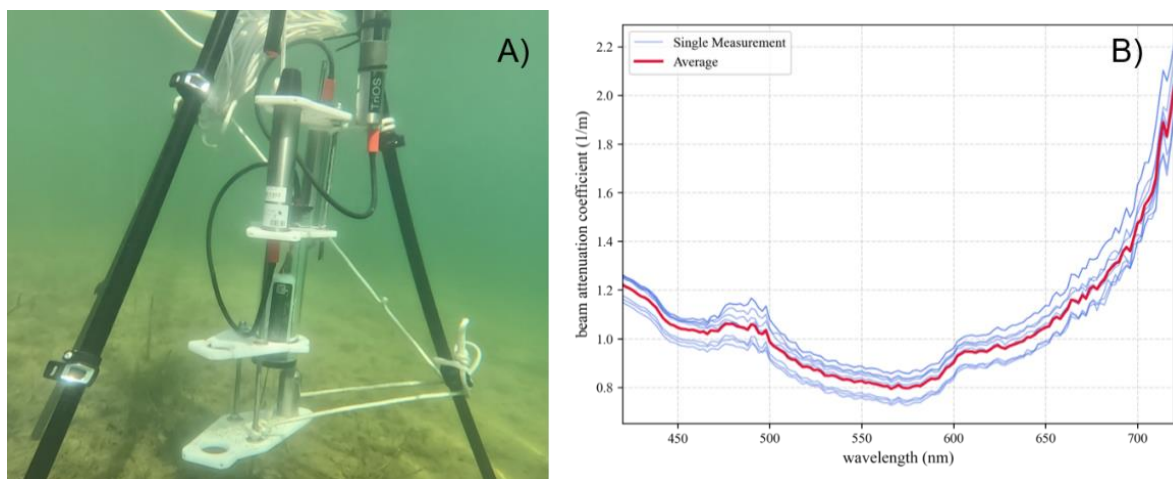 A)
TriOS
B)
Single Measurement
Average
beam attenuation coefficient (1/m)
2.2
2.0
1.8
1.6
1.4
1.2
1.0
0.8
450 500 550 600 650 700
wavelength (nm)